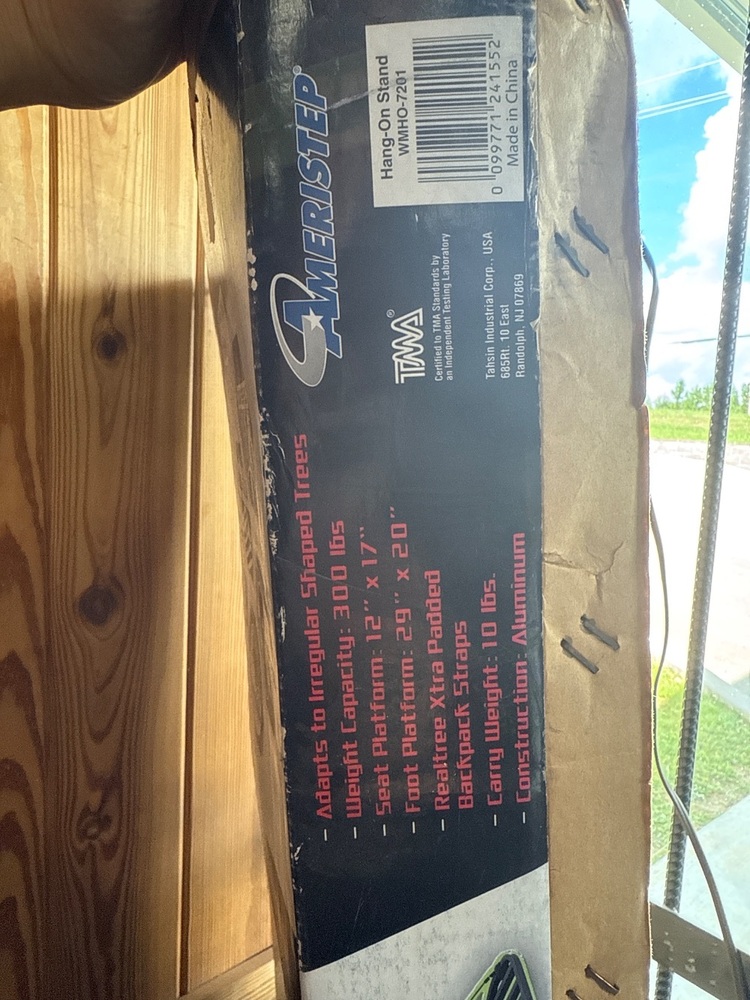 AMERISTEP®
Hang-On Stand
WMHO-7201
0 099771 241552
Made in China
TMA®
Certified to TMA Standards by
an Independent Testing Laboratory
Tahsin Industrial Corp., USA
685Rt. 10 East
Randolph, NJ 07869
- Adapts to Irregular Shaped Trees
- Weight Capacity: 300 lbs
- Seat Platform: 12" x 17"
- Foot Platform: 29" x 20"
- Realtree Xtra Padded
Backpack Straps
- Carry Weight: 10 lbs.
- Construction: Aluminum